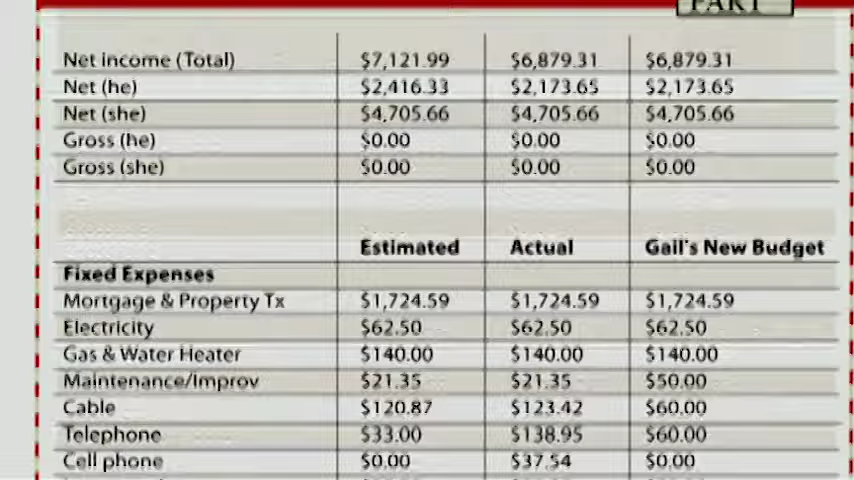 PART
Net income (Total) $7,121.99 $6,879.31 $6,879.31
Net (he) $2,416.33 $2,173.65 $2,173.65
Net (she) $4,705.66 $4,705.66 $4,705.66
Gross (he) $0.00 $0.00 $0.00
Gross (she) $0.00 $0.00 $0.00
Estimated Actual Gail's New Budget
Fixed Expenses
Mortgage & Property Tx $1,724.59 $1,724.59 $1,724.59
Electricity $62.50 $62.50 $62.50
Gas & Water Heater $140.00 $140.00 $140.00
Maintenance/Improv $21.35 $21.35 $50.00
Cable $120.87 $123.42 $60.00
Telephone $33.00 $138.95 $60.00
Cell phone $0.00 $37.54 $0.00